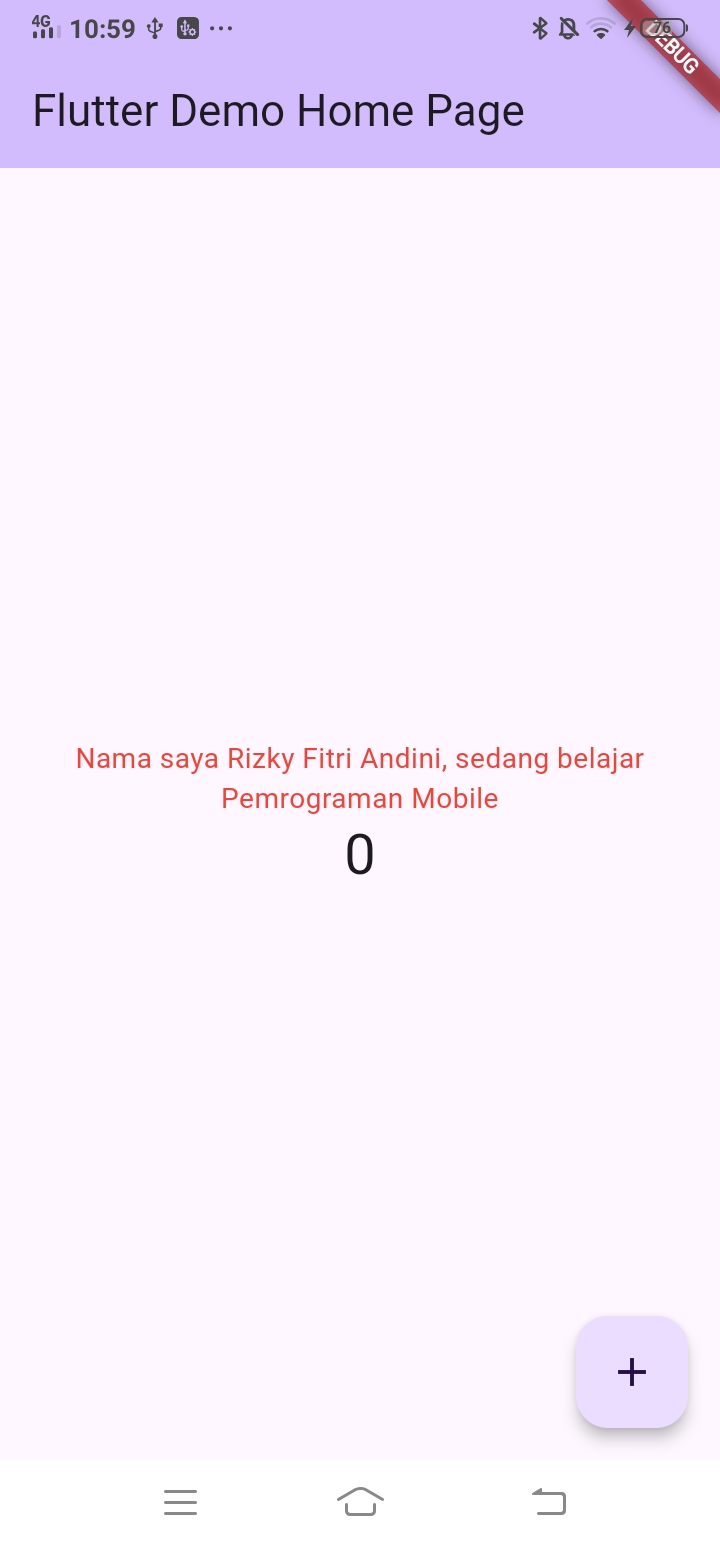 4G 10:59 76
DEBUG
Flutter Demo Home Page
Nama saya Rizky Fitri Andini, sedang belajar
Pemrograman Mobile
0
+